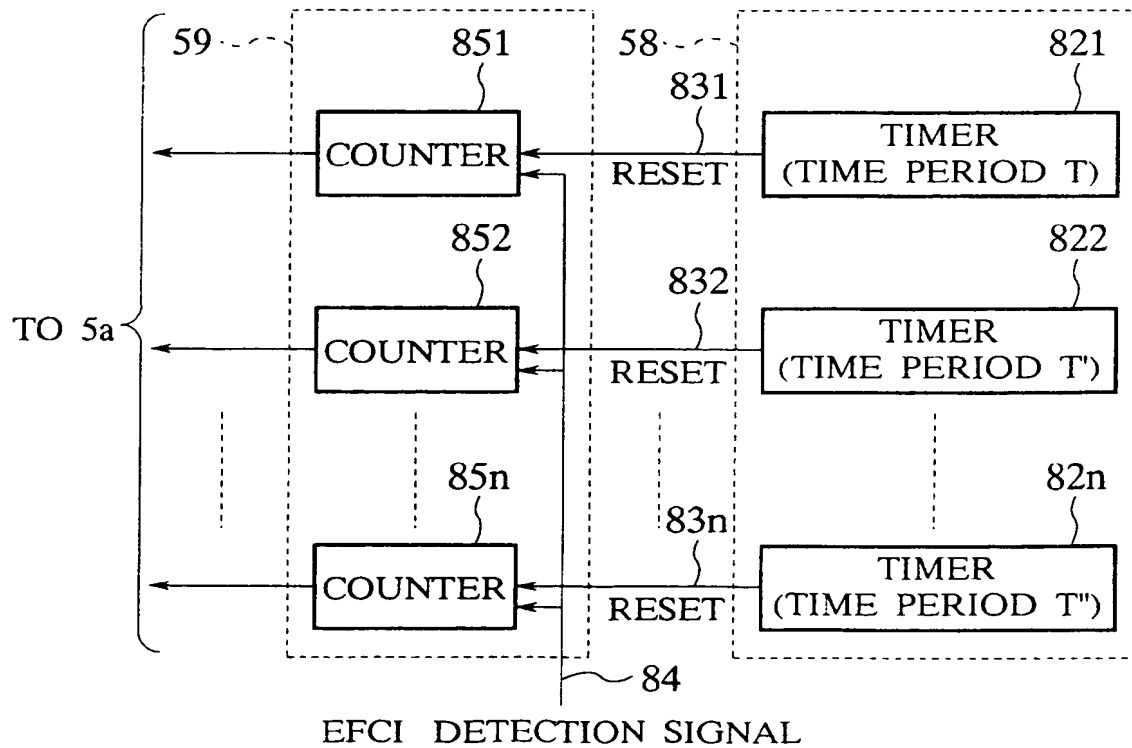 59
851
58
821
831
COUNTER
RESET
TIMER
(TIME PERIOD T)
852
832
822
TO 5a
COUNTER
RESET
TIMER
(TIME PERIOD T')
85n
83n
82n
COUNTER
RESET
TIMER
(TIME PERIOD T")
84
EFCI DETECTION SIGNAL